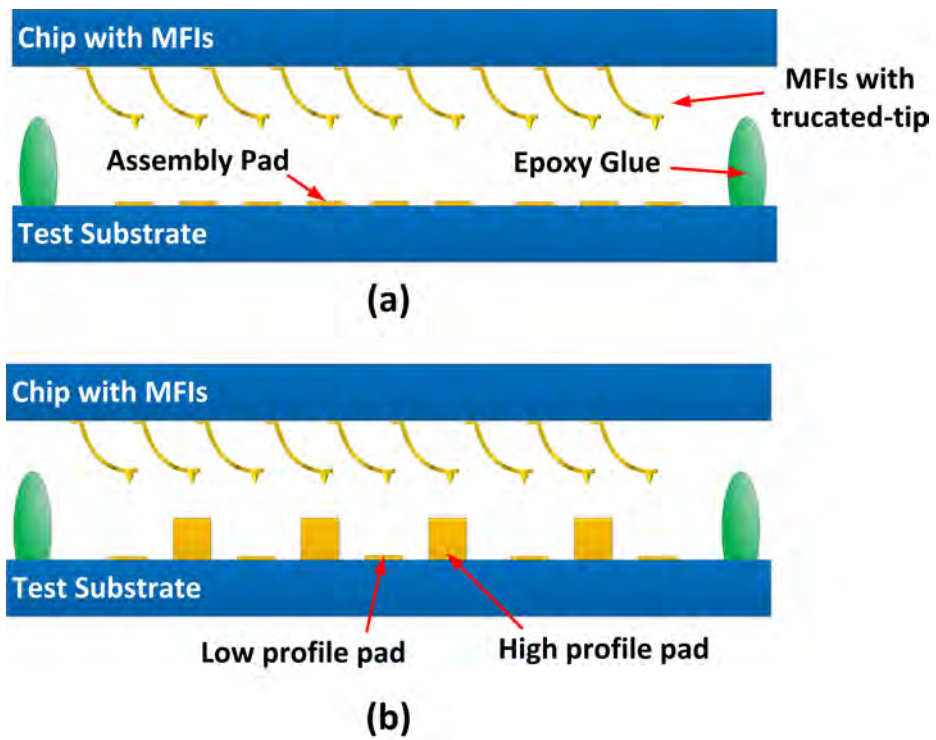 Chip with MFIs
MFIs with
trucated-tip
Assembly Pad
Epoxy Glue
Test Substrate
(a)
Chip with MFIs
Test Substrate
Low profile pad
High profile pad
(b)